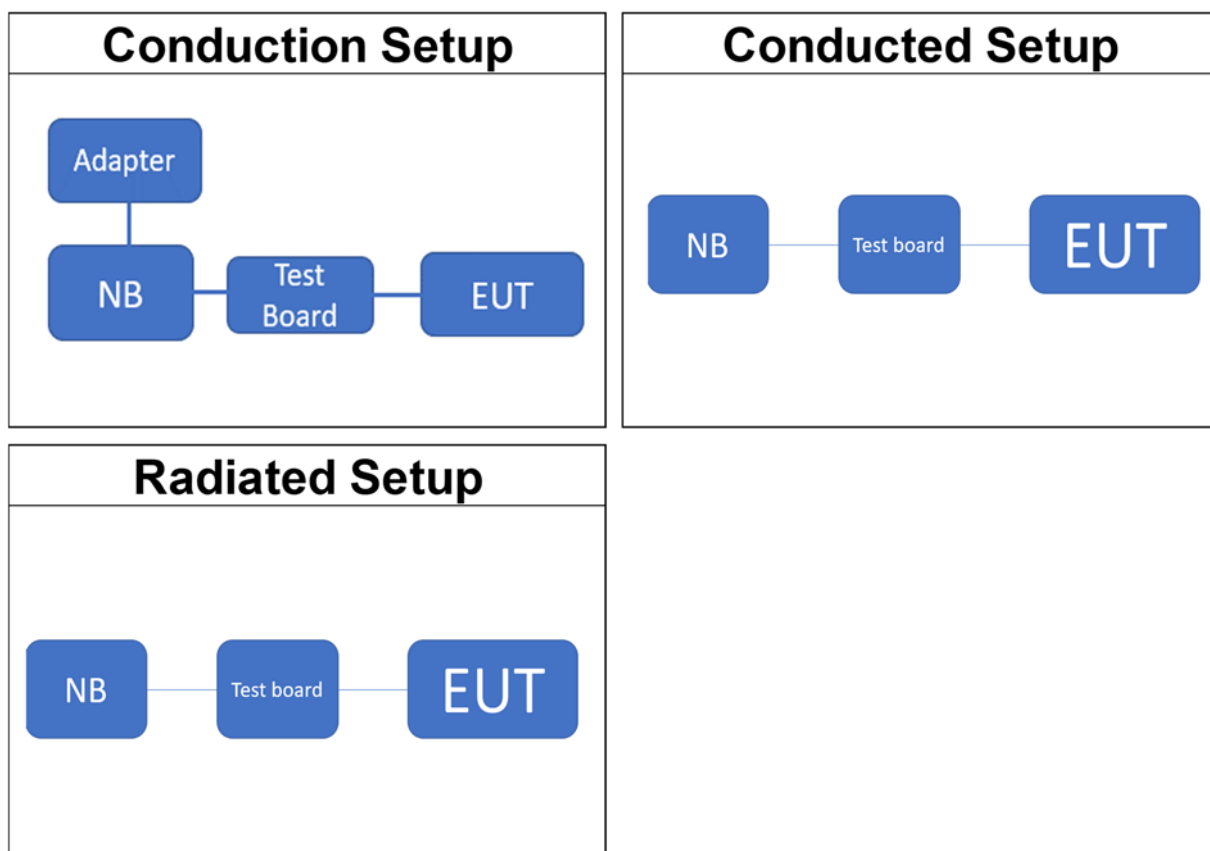 Conduction Setup
Adapter
NB
Test
Board
EUT
Conducted Setup
NB
Test board
EUT
Radiated Setup
NB
Test board
EUT